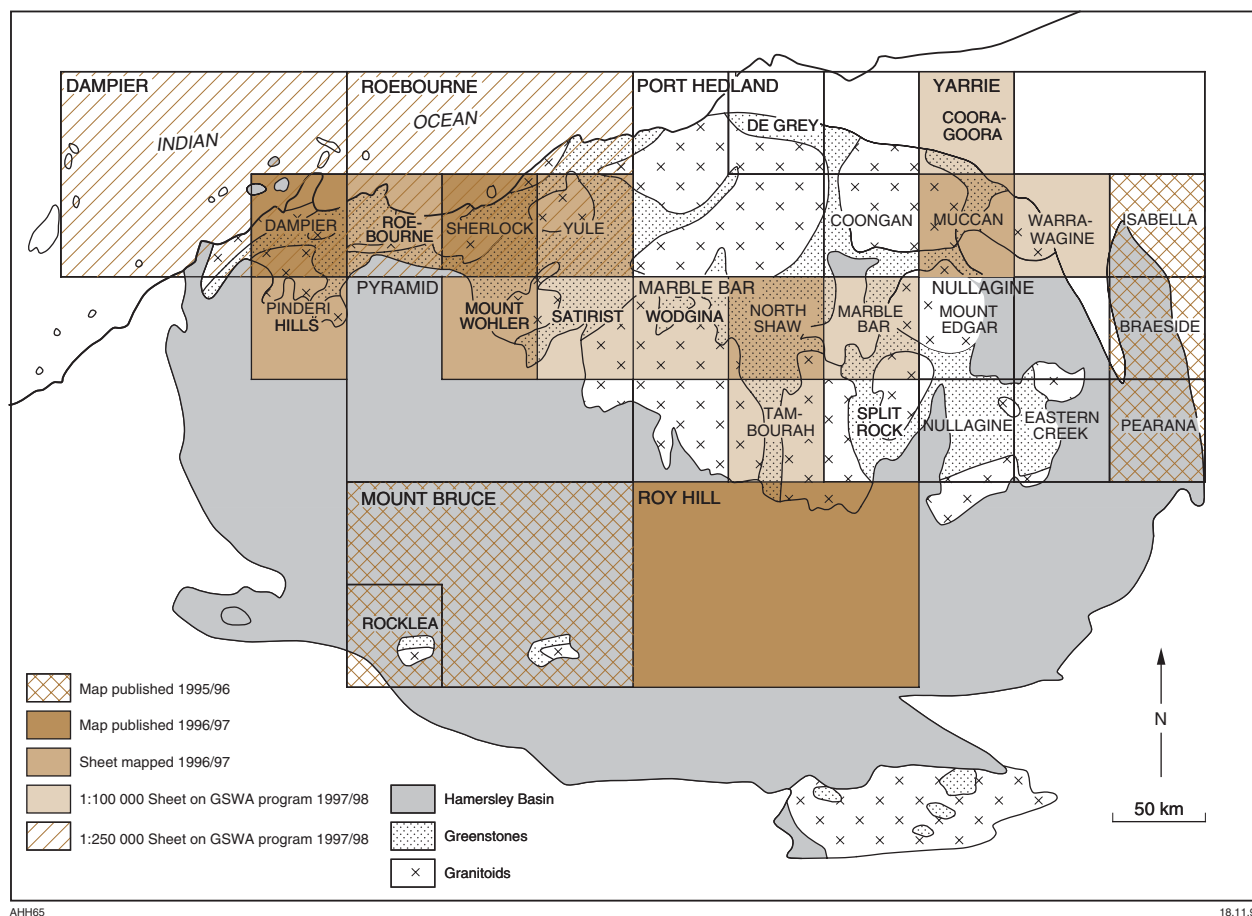 DAMPIER
ROEBOURNE
PORT HEDLAND
YARRIE
INDIAN
OCEAN
DE GREY
COORA-
GOORA
DAMPIER
ROE-
BOURNE
SHERLOCK
YULE
COONGAN
MUCCAN
WARRA-
WAGINE
ISABELLA
PINDERI
HILLS
PYRAMID
MOUNT
WOHLER
SATIRIST
MARBLE BAR
WODGINA
NORTH
SHAW
MARBLE
BAR
NULLAGINE
MOUNT
EDGAR
BRAESIDE
TAM-
BOURAH
SPLIT
ROCK
NULLAGINE
EASTERN
CREEK
PEARANA
MOUNT BRUCE
ROY HILL
ROCKLEA
Map published 1995/96
Map published 1996/97
Sheet mapped 1996/97
1:100 000 Sheet on GSWA program 1997/98
1:250 000 Sheet on GSWA program 1997/98
Hamersley Basin
Greenstones
Granitoids
N
50 km
AHH65